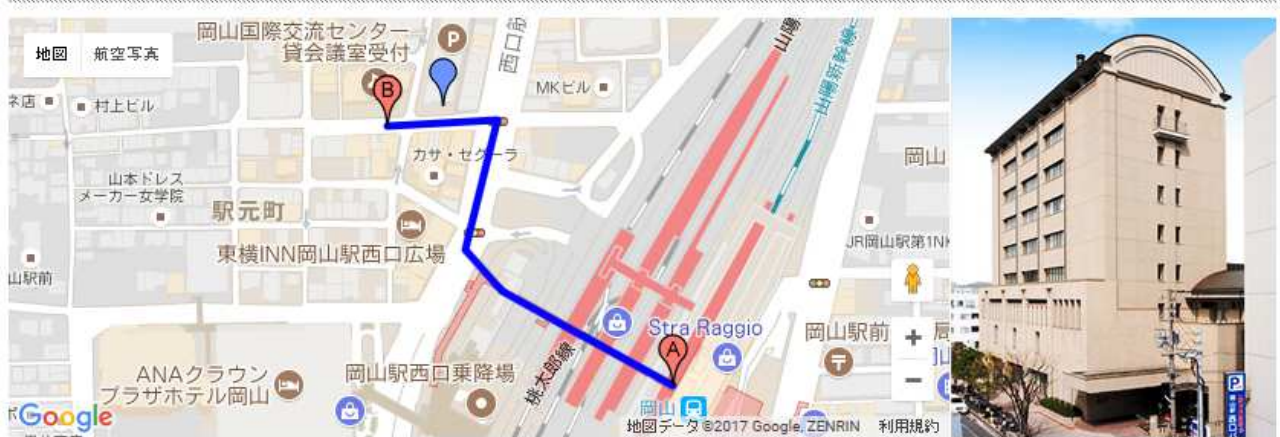 地図
航空写真
岡山国際交流センター
貸会議室受付
P
西口筋
山陽新幹線
B
MKビル
村上ビル
カサ・セグーラ
岡山
山本ドレス
メーカー女学院
駅元町
東横INN岡山駅西口広場
JR岡山駅第1NK
山駅前
Stra Raggio
岡山駅前
A
ANAクラウン
プラザホテル岡山
岡山駅西口乗降場
桃太郎線
岡山
Google
地図データ ©2017 Google, ZENRIN
利用規約
P